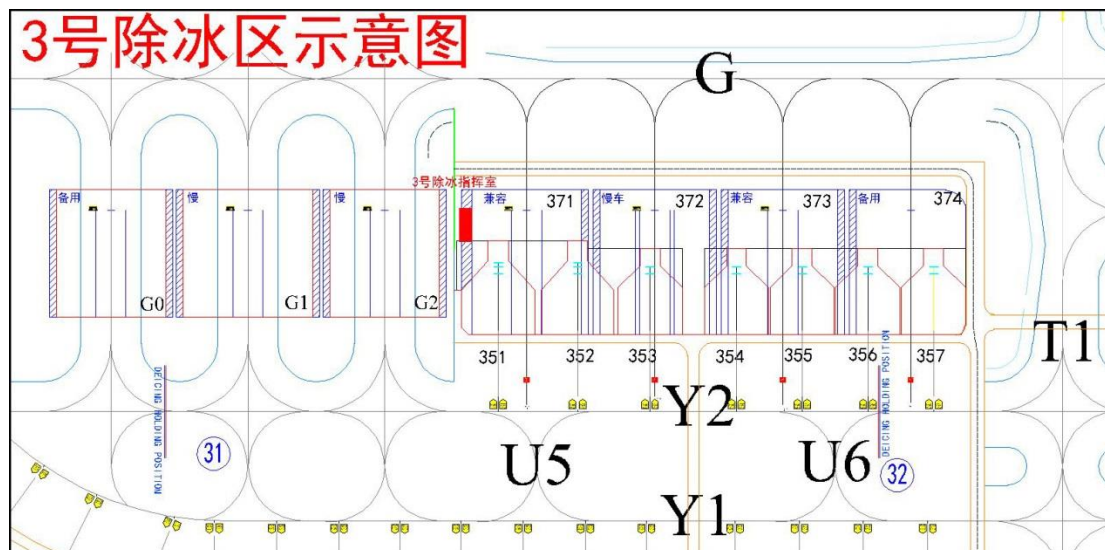 3号除冰区示意图
G
3号除冰指挥室
备用
慢
慢
兼容
371
慢车
372
兼容
373
备用
374
G0
G1
G2
T1
351
352
353
354
355
356
357
DEICING HOLDING POSITION
DEICING HOLDING POSITION
Y2
31
U5
U6
32
Y1